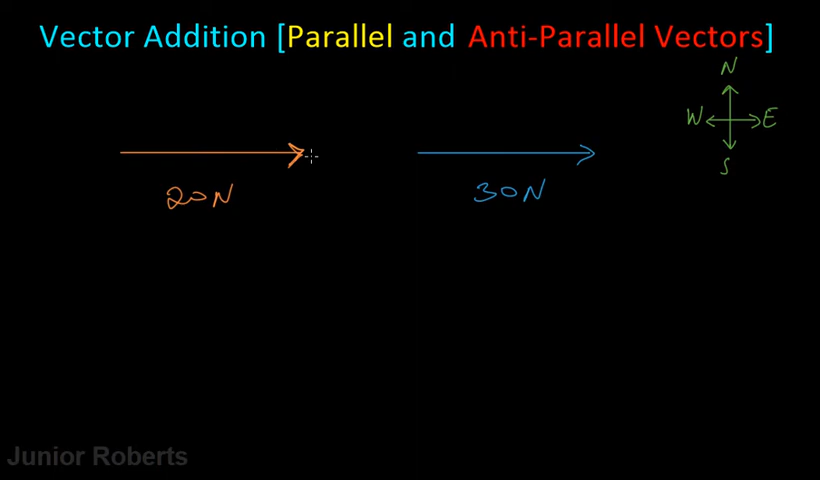 Vector Addition [Parallel and Anti-Parallel Vectors]
N
W E
S
20N 30N
Junior Roberts